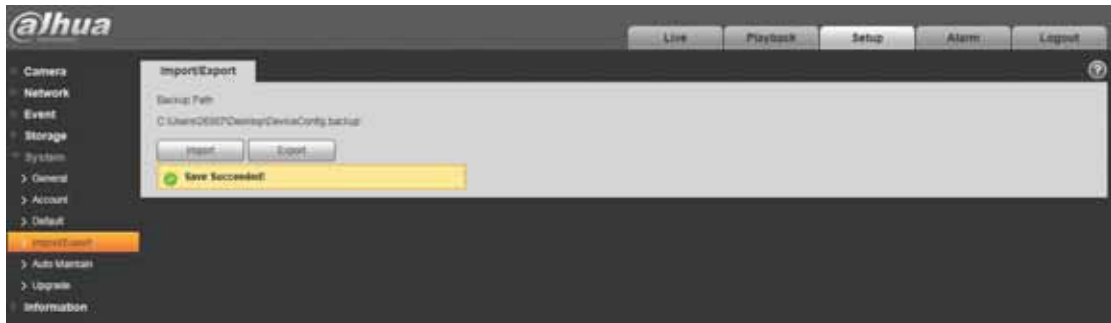 alhua
Live Playback Setup Alarm Logout
Camera
Network
Event
Storage
System
> General
> Account
> Default
> Import/Export
> Auto Maintain
> Upgrade
Information
Import/Export
Backup Path
Import Export
Save Succeeded!